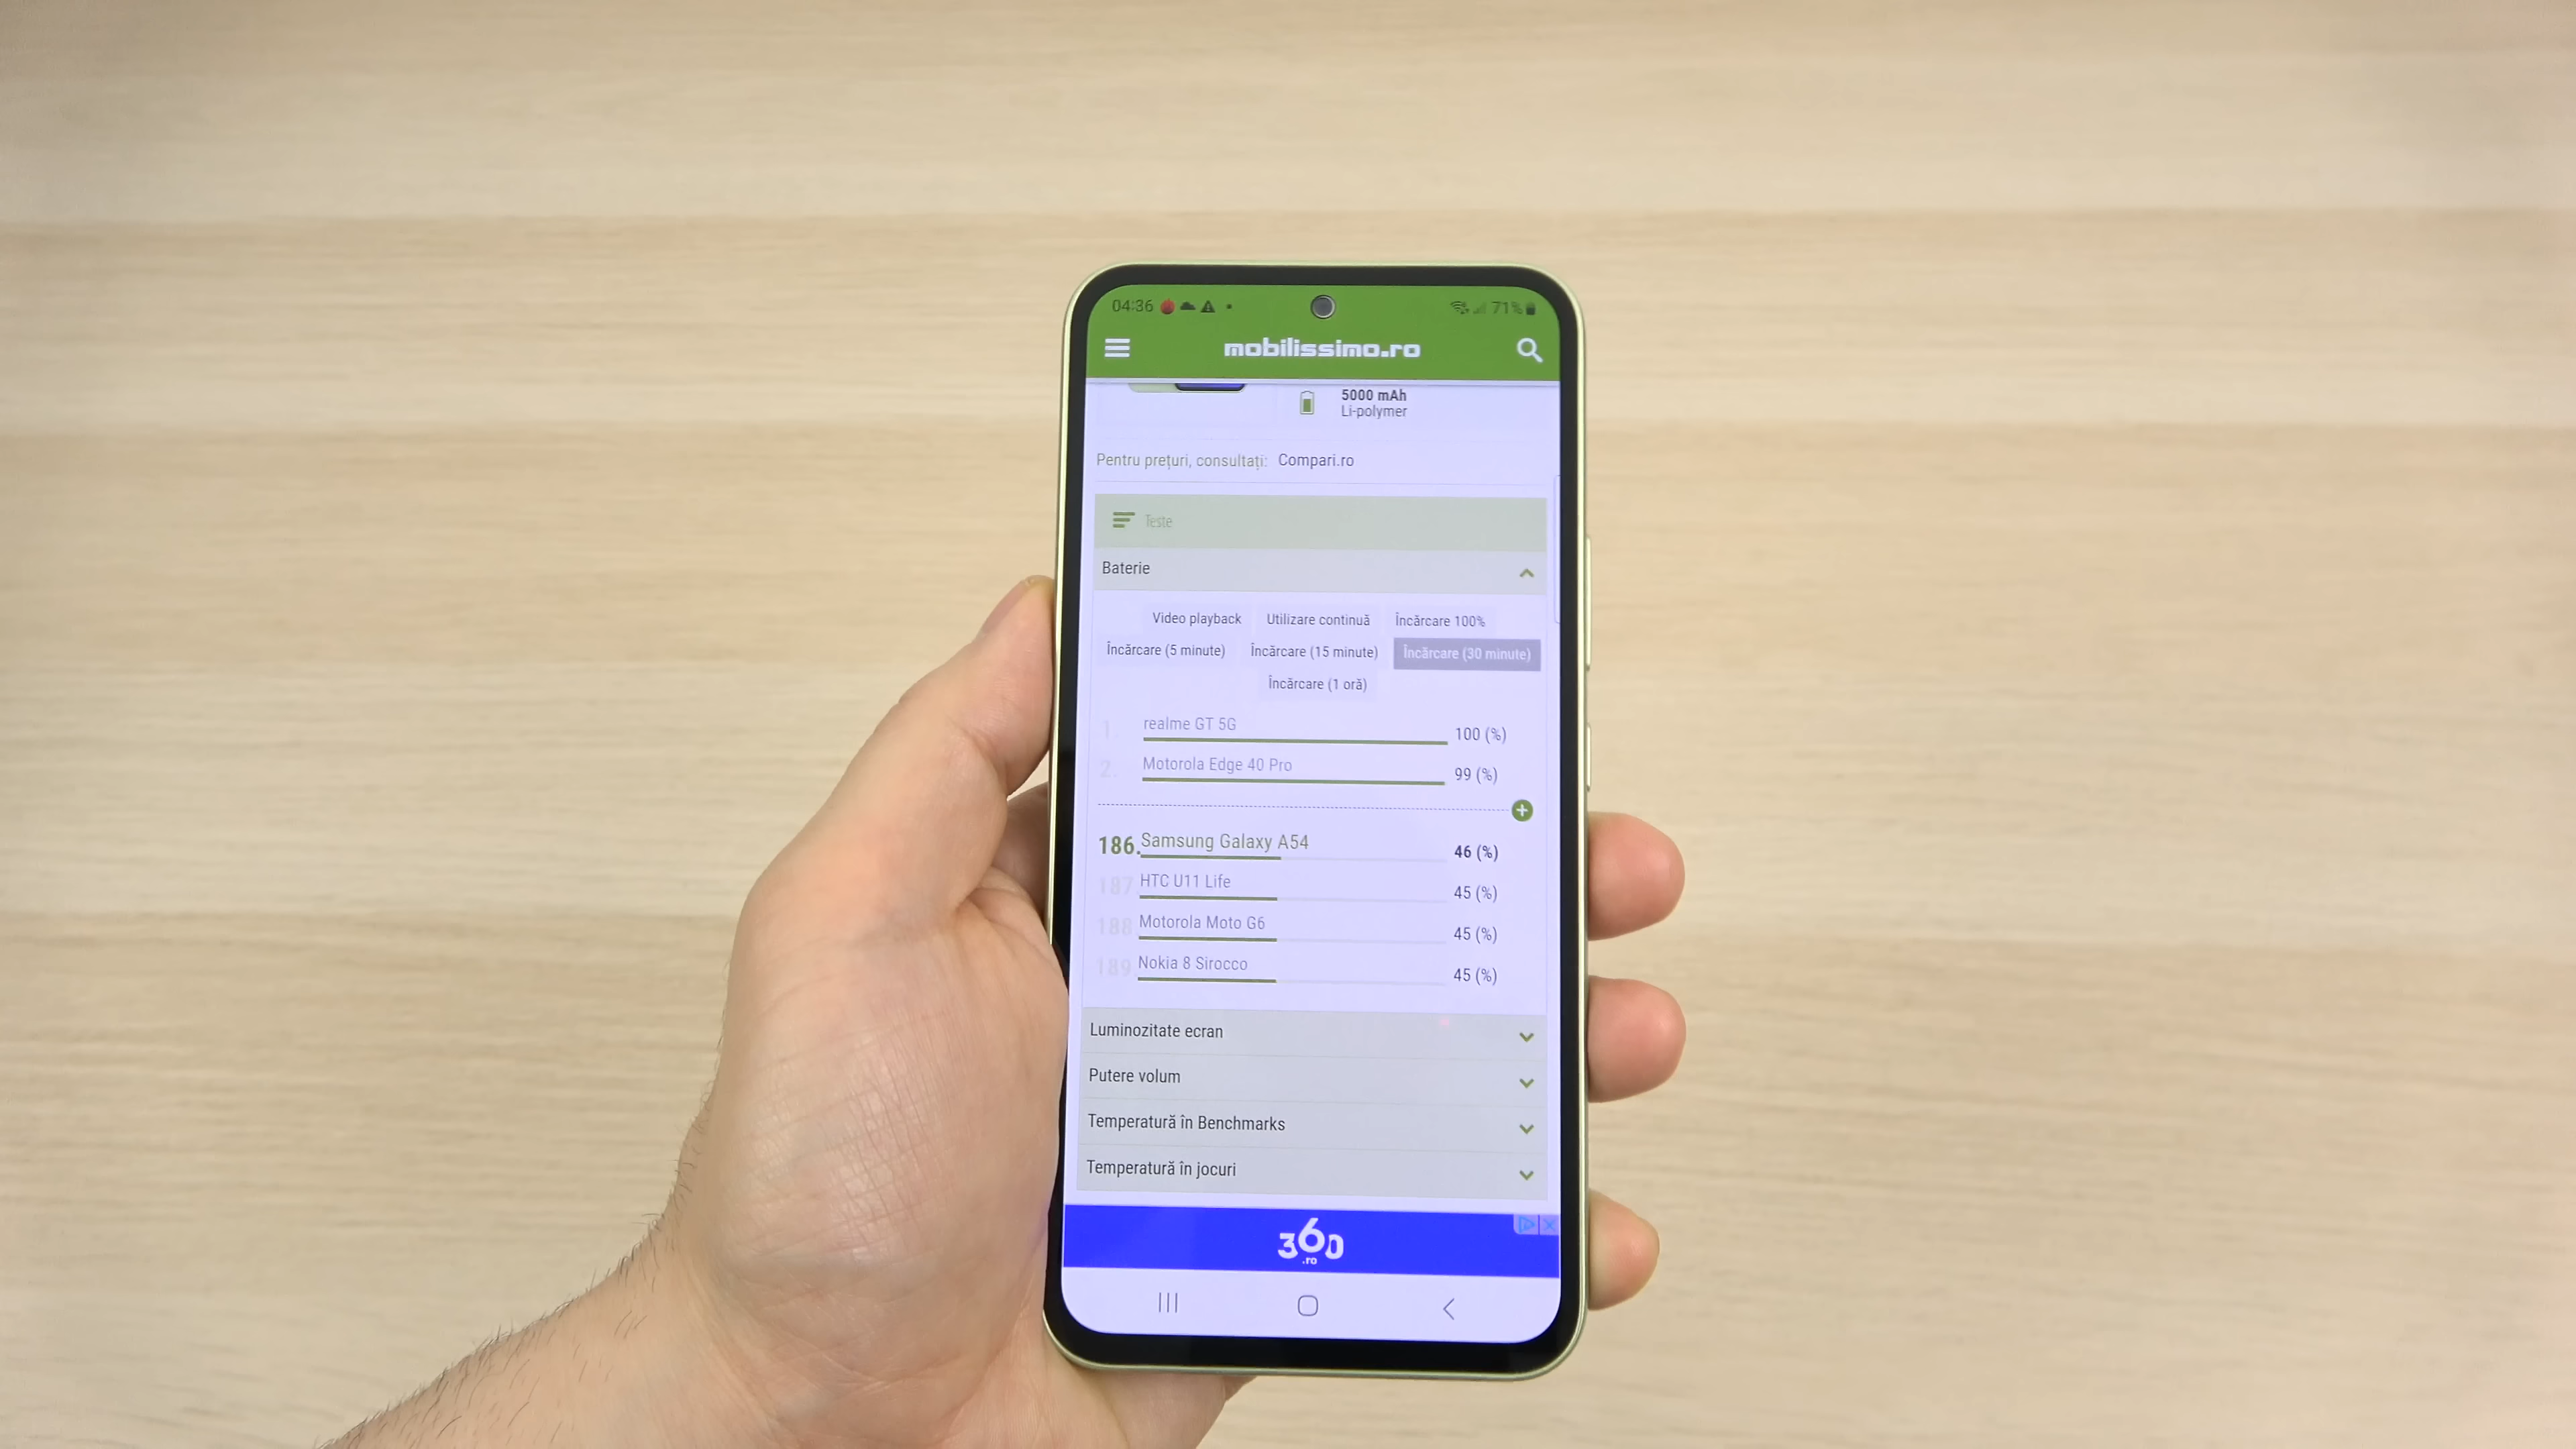 04:36
71%
mobilissimo.ro
5000 mAh
Li-polymer
Pentru prețuri, consultați: Compari.ro
Teste
Baterie
Video playback Utilizare continuă Încărcare 100%
Încărcare (5 minute) Încărcare (15 minute) Încărcare (30 minute)
Încărcare (1 oră)
1. realme GT 5G 100 (%)
2. Motorola Edge 40 Pro 99 (%)
186. Samsung Galaxy A54 46 (%)
187 HTC U11 Life 45 (%)
188 Motorola Moto G6 45 (%)
189 Nokia 8 Sirocco 45 (%)
Luminozitate ecran
Putere volum
Temperatură în Benchmarks
Temperatură în jocuri
360
.ro